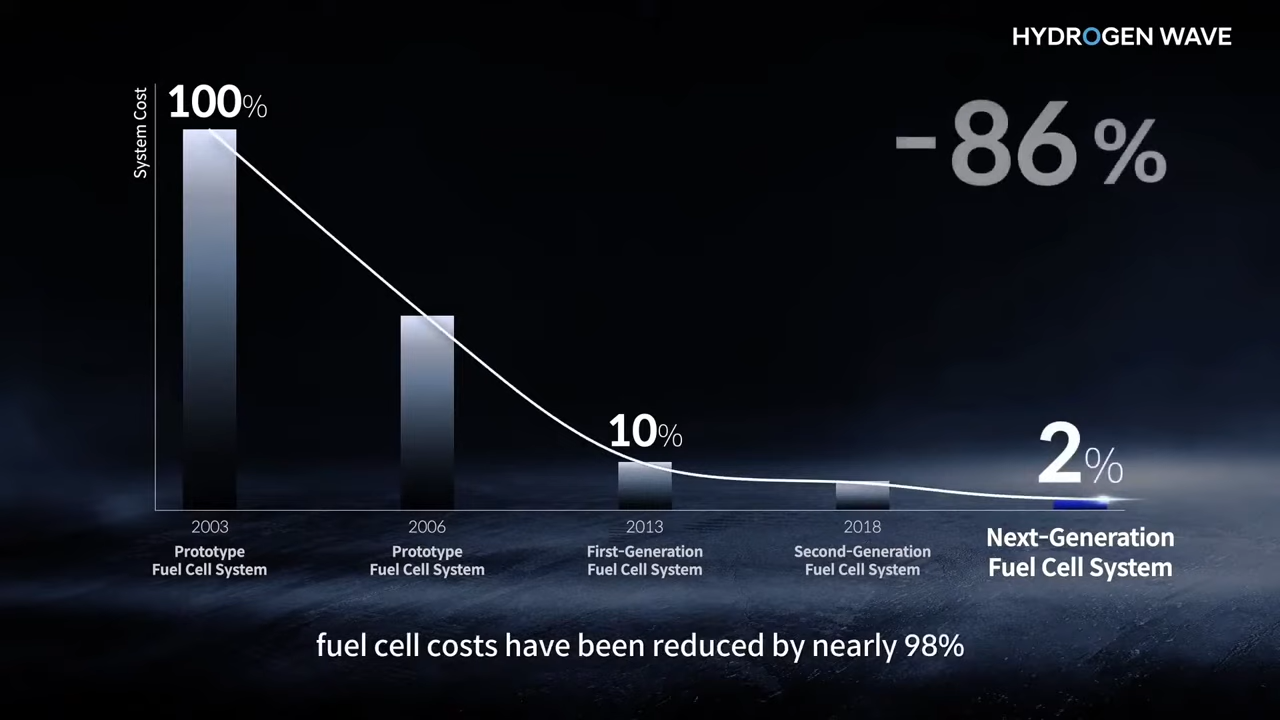 HYDROGEN WAVE
System Cost
100%
-86%
10%
2%
2003
Prototype
Fuel Cell System
2006
Prototype
Fuel Cell System
2013
First-Generation
Fuel Cell System
2018
Second-Generation
Fuel Cell System
Next-Generation
Fuel Cell System
fuel cell costs have been reduced by nearly 98%